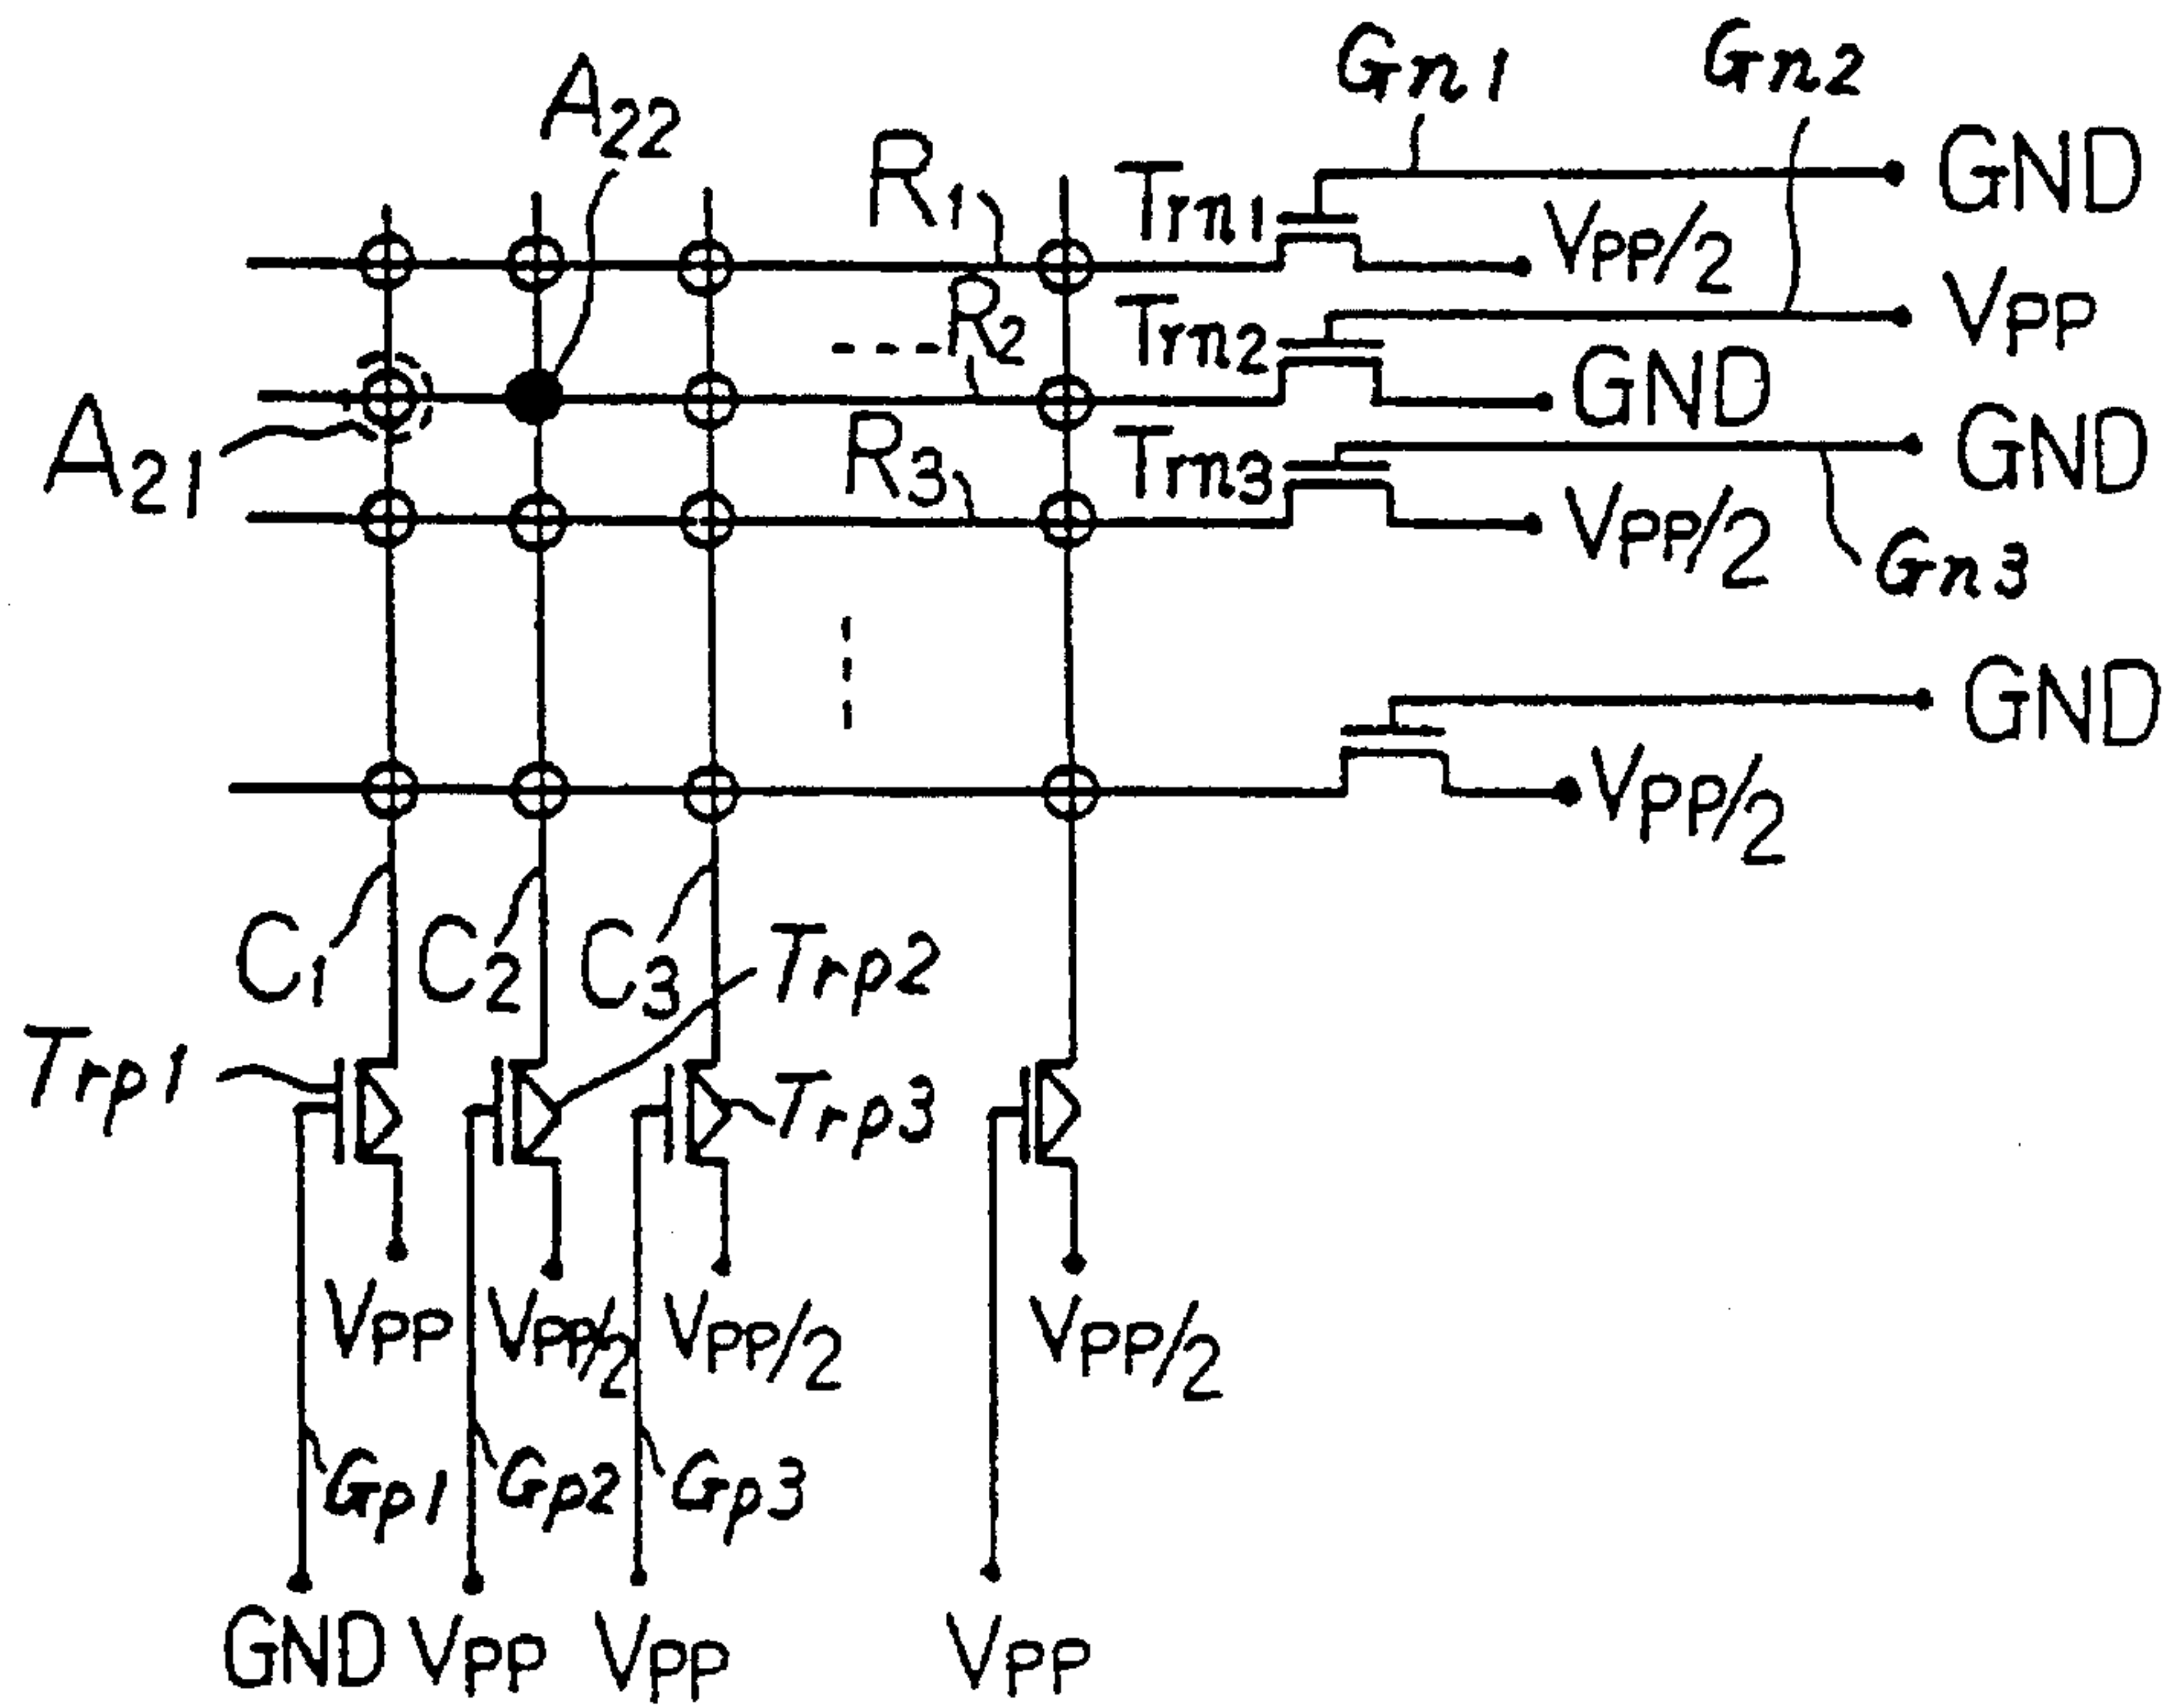 Gn1
Gn2
A22
R1
Trn1
GND
VPP/2
R2
Trn2
VPP
GND
A21
R3
Trn3
GND
VPP/2
Gn3
GND
VPP/2
C1
C2
C3
Trp2
Trp1
Trp3
VPP
VPP/2
VPP/2
VPP/2
Gp1
Gp2
Gp3
GND
VPP
VPP
VPP